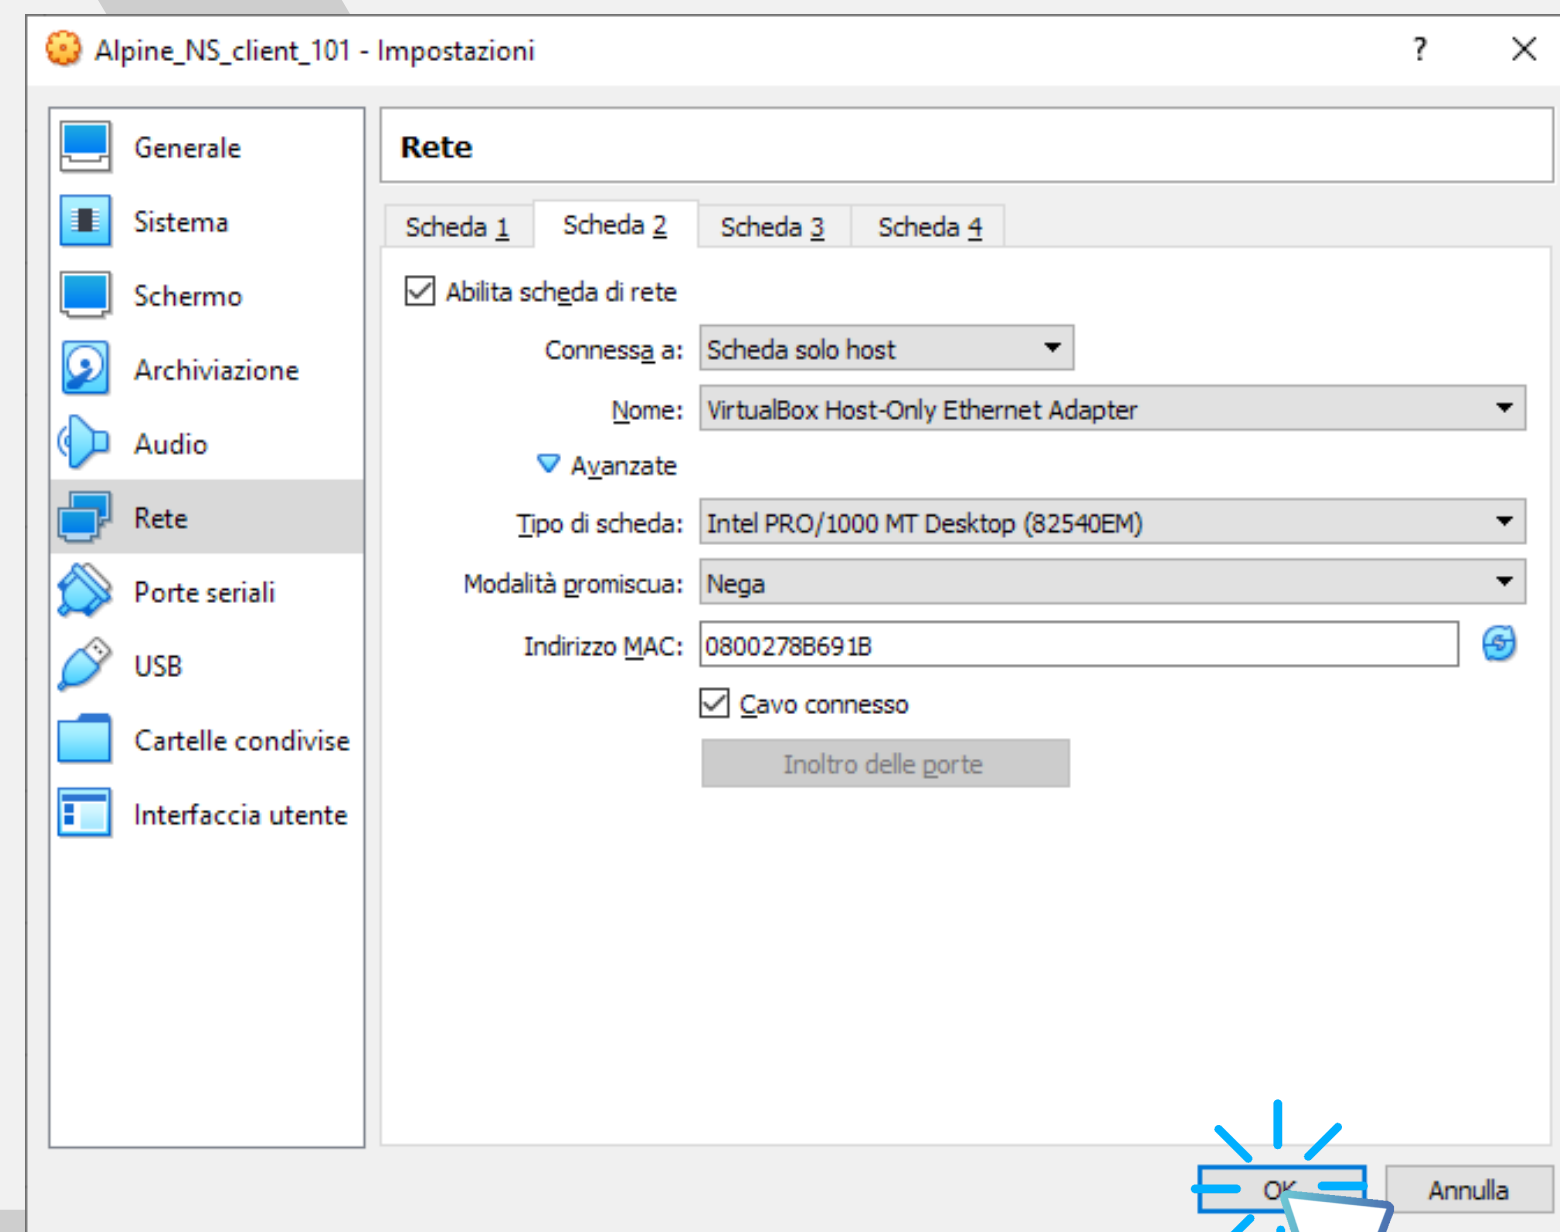 Alpine_NS_client_101 - Impostazioni
?
Generale
Sistema
Schermo
Archiviazione
Audio
Rete
Porte seriali
USB
Cartelle condivise
Interfaccia utente
Rete
Scheda 1 Scheda 2 Scheda 3 Scheda 4
Abilita scheda di rete
Connessa a: Scheda solo host
Nome: VirtualBox Host-Only Ethernet Adapter
Avanzate
Tipo di scheda: Intel PRO/1000 MT Desktop (82540EM)
Modalità promiscua: Nega
Indirizzo MAC: 0800278B691B
Cavo connesso
Inoltro delle porte
OK Annulla